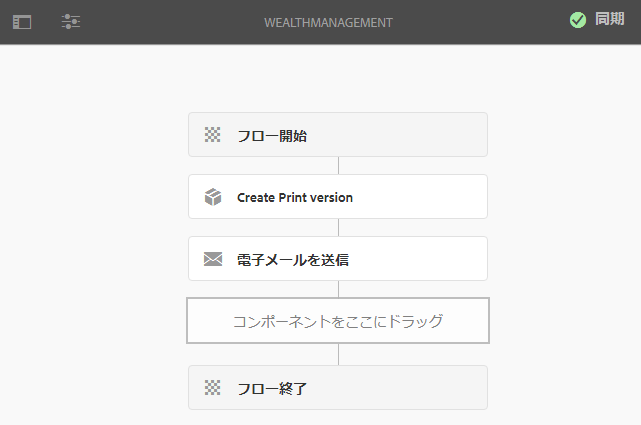 WEALTHMANAGEMENT
同期
フロー開始
Create Print version
電子メールを送信
コンポーネントをここにドラッグ
フロー終了